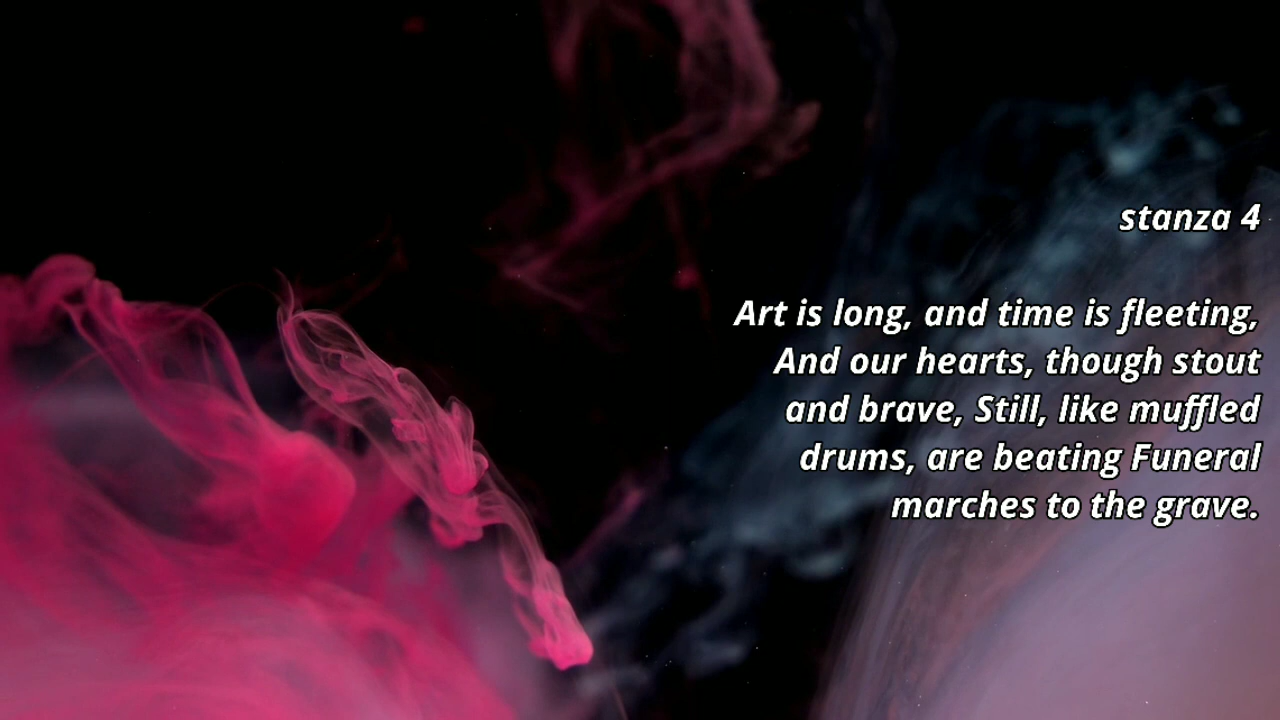 stanza 4
Art is long, and time is fleeting,
And our hearts, though stout
and brave, Still, like muffled
drums, are beating Funeral
marches to the grave.